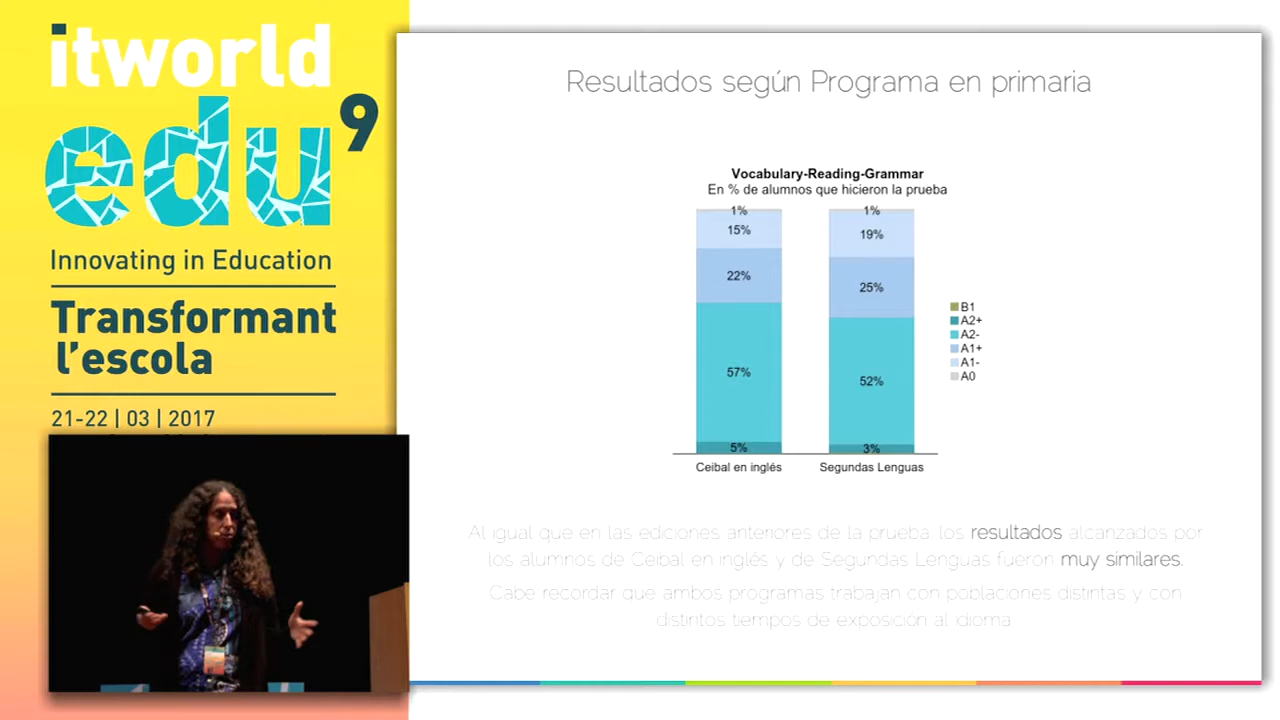 itworld
edu⁹
Innovating in Education
Transformant
l'escola
21-22 | 03 | 2017
Resultados según Programa en primaria
Vocabulary-Reading-Grammar
En % de alumnos que hicieron la prueba
1% 1%
15% 19%
22% 25%
57% 52%
5% 3%
Ceibal en inglés Segundas Lenguas
B1
A2+
A2-
A1+
A1-
A0
Al igual que en las ediciones anteriores de la prueba los resultados alcanzados por
los alumnos de Ceibal en inglés y de Segundas Lenguas fueron muy similares.
Cabe recordar que ambos programas trabajan con poblaciones distintas y con
distintos tiempos de exposición al idioma